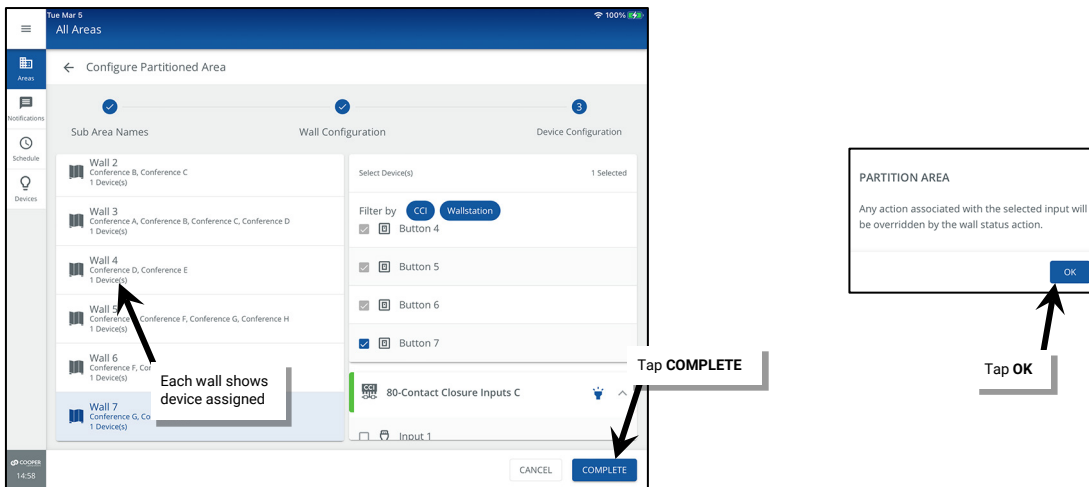 Tue Mar 5
100%
All Areas
Areas
Configure Partitioned Area
Notifications
3
Sub Area Names
Wall Configuration
Device Configuration
Schedule
Devices
Wall 2
Conference B, Conference C
1 Device(s)
Wall 3
Conference A, Conference B, Conference C, Conference D
1 Device(s)
Wall 4
Conference D, Conference E
1 Device(s)
Wall 5
Conference F, Conference G, Conference H
1 Device(s)
Wall 6
Conference F, Co
1 Device(s)
Wall 7
Conference G, Co
1 Device(s)
Each wall shows
device assigned
Select Device(s)
1 Selected
Filter by
CCI
Wallstation
Button 4
Button 5
Button 6
Button 7
CCI
80-Contact Closure Inputs C
Input 1
Tap COMPLETE
CANCEL
COMPLETE
COOPER
14:58
PARTITION AREA
Any action associated with the selected input will
be overridden by the wall status action.
OK
Tap OK